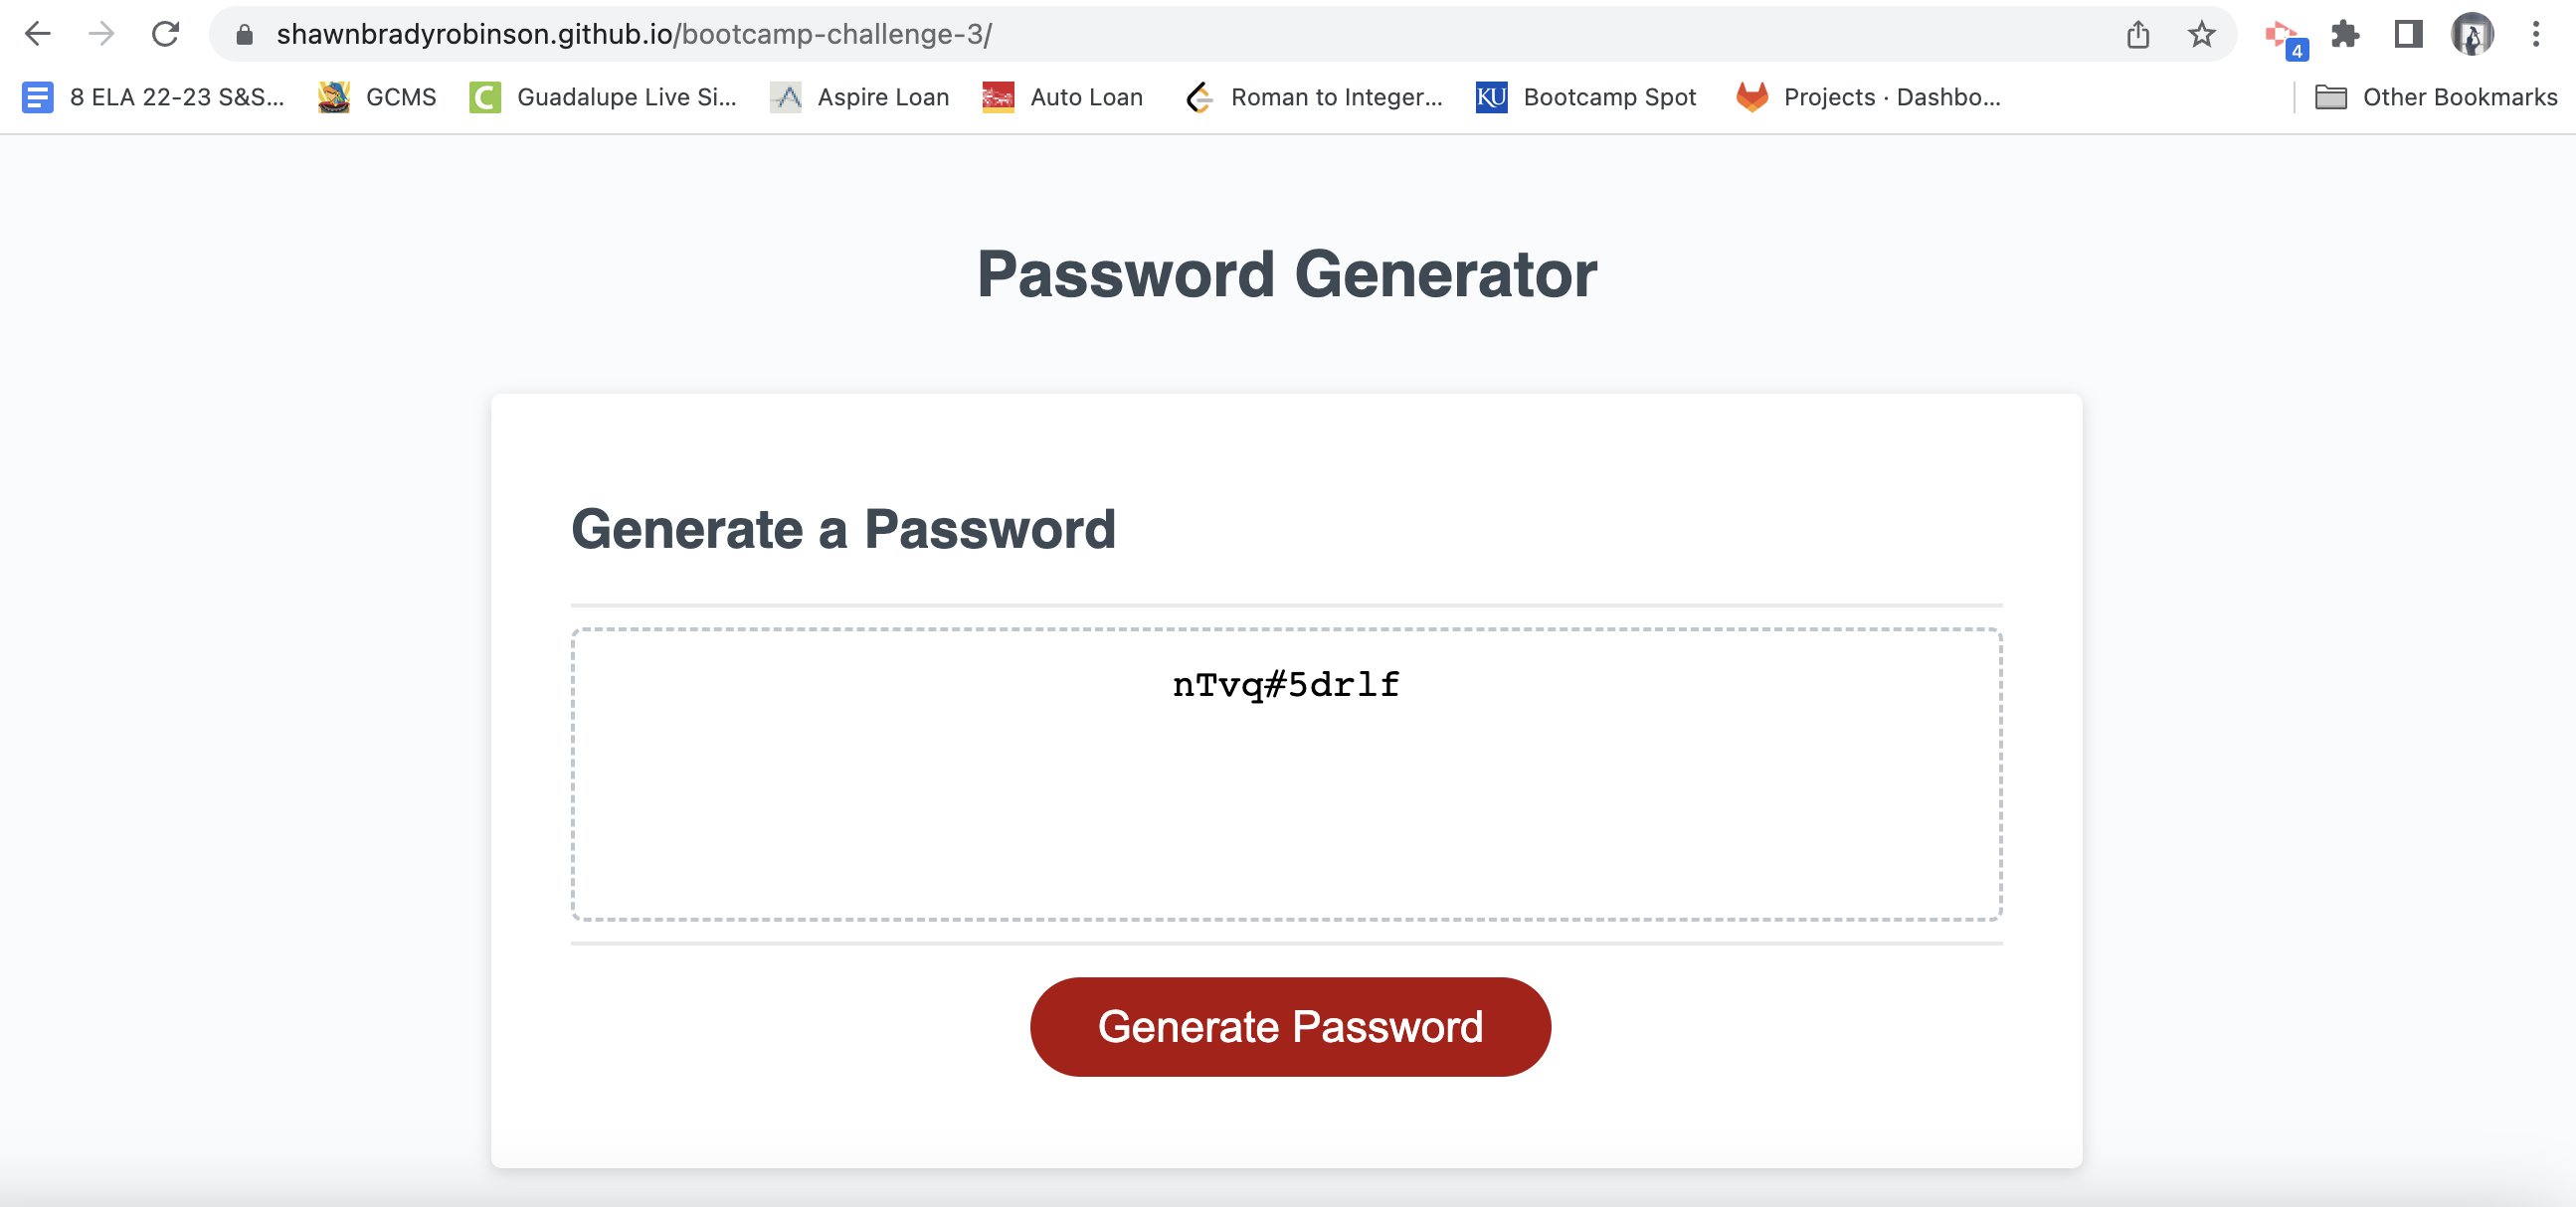 shawnbradyrobinson.github.io/bootcamp-challenge-3/
4
8 ELA 22-23 S&S... GCMS Guadalupe Live Si... Aspire Loan Auto Loan Roman to Integer... KU Bootcamp Spot Projects · Dashbo... Other Bookmarks
Password Generator
Generate a Password
nTvq#5drlf
Generate Password